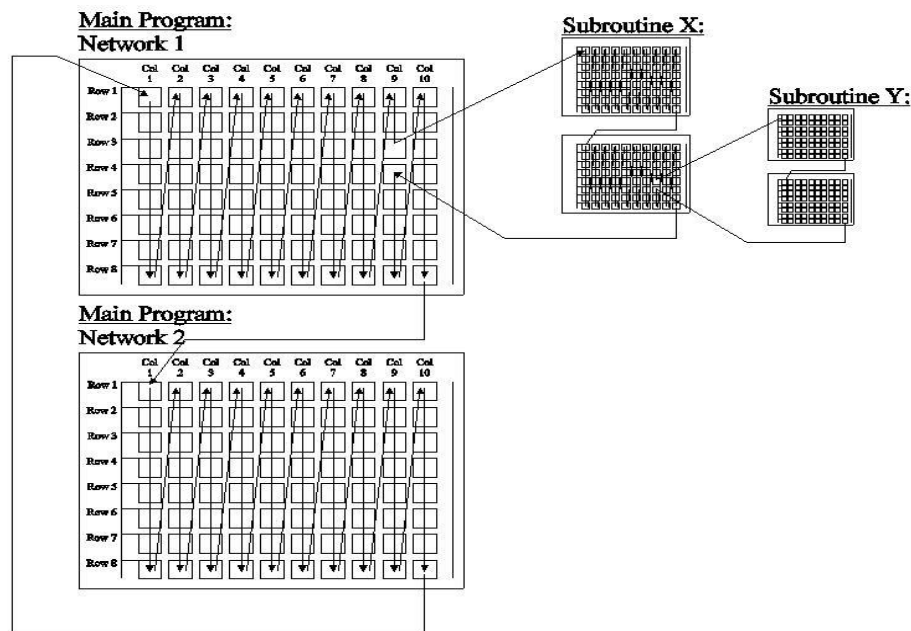 Main Program:
Network 1
Col Col Col Col Col Col Col Col Col Col
1 2 3 4 5 6 7 8 9 10
Row 1
Row 2
Row 3
Row 4
Row 5
Row 6
Row 7
Row 8
Subroutine X:
Subroutine Y:
Main Program:
Network 2
Col Col Col Col Col Col Col Col Col Col
1 2 3 4 5 6 7 8 9 10
Row 1
Row 2
Row 3
Row 4
Row 5
Row 6
Row 7
Row 8